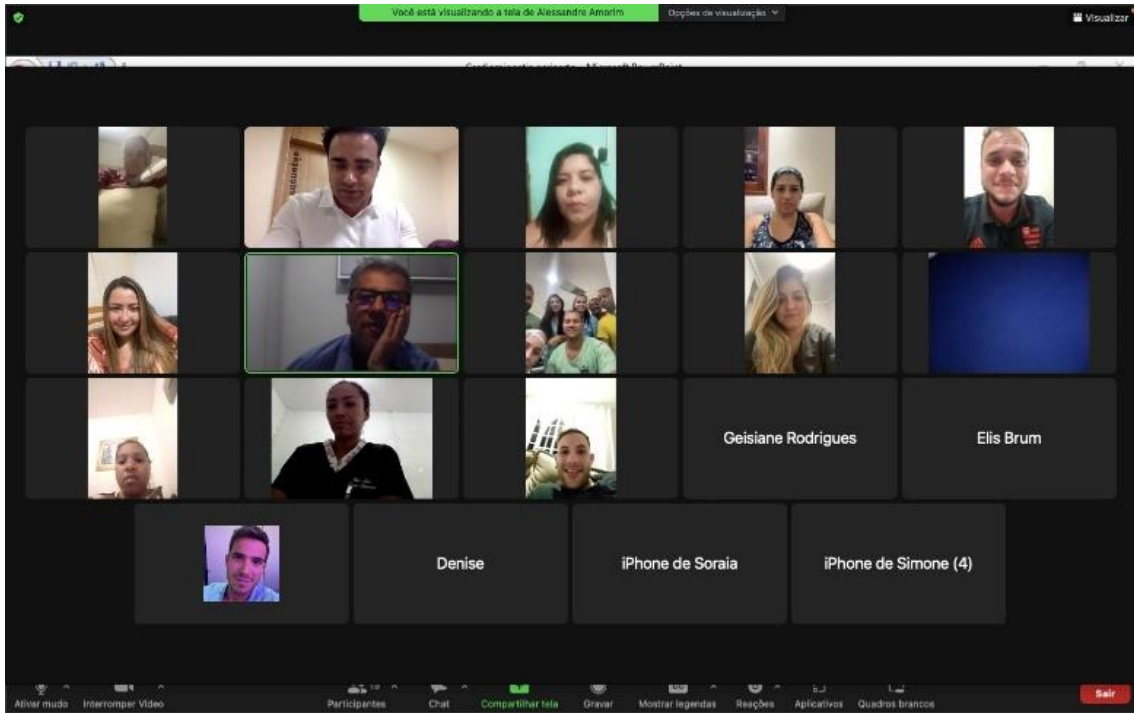 Você está visualizando a tela de Alessandre Amorim
Opções de visualização
Visualizar
Microsoft PowerPoint
Geisiane Rodrigues
Elis Brum
Denise
iPhone de Soraia
iPhone de Simone (4)
Ativar mudo
Interromper Vídeo
Participantes
Chat
Compartilhar tela
Gravar
Mostrar legendas
Reações
Aplicativos
Quadros brancos
Sair